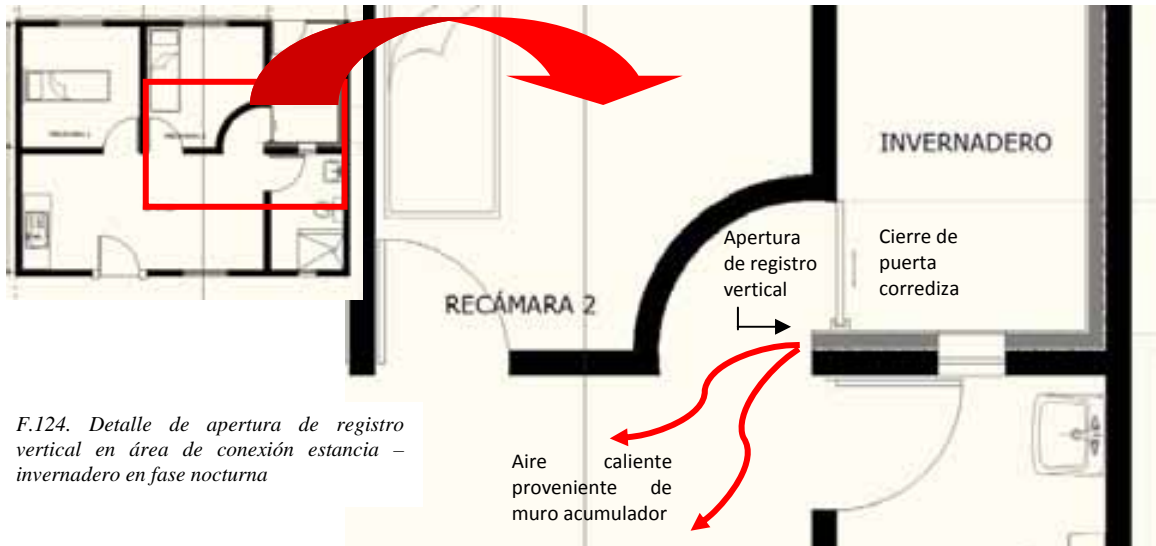 INVERNADERO
Apertura
de registro
vertical
Cierre de
puerta
corrediza
RECÁMARA 2
F.124. Detalle de apertura de registro
vertical en área de conexión estancia –
invernadero en fase nocturna
Aire caliente
proveniente de
muro acumulador